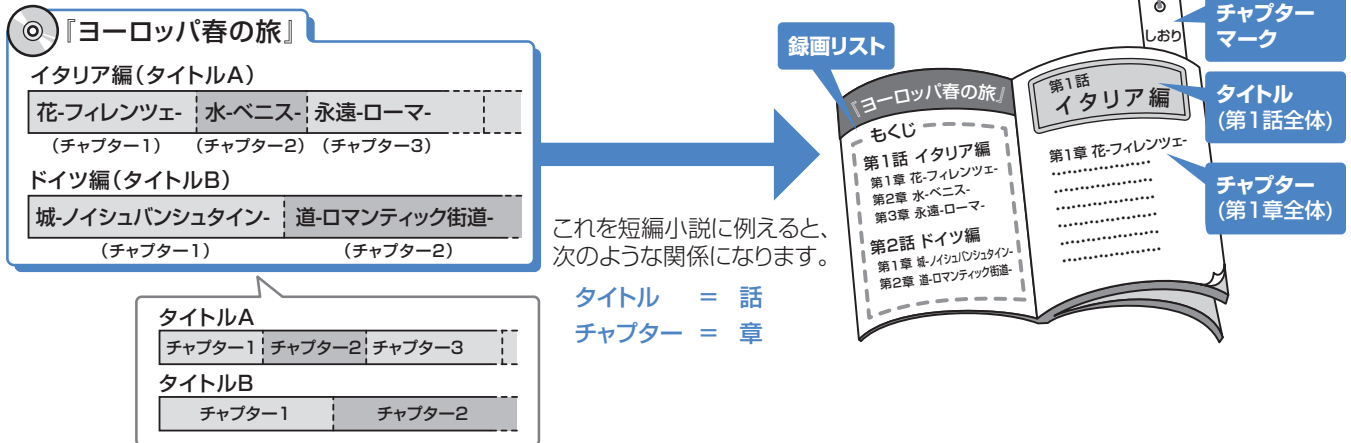 『ヨーロッパ春の旅』
イタリア編(タイトルA)
花-フィレンツェ- 水-ベニス- 永遠-ローマ-
(チャプター1) (チャプター2) (チャプター3)
ドイツ編(タイトルB)
城-ノイシュバンシュタイン- 道-ロマンティック街道-
(チャプター1) (チャプター2)
タイトルA
チャプター1 チャプター2 チャプター3
タイトルB
チャプター1 チャプター2
これを短編小説に例えると、
次のような関係になります。
タイトル = 話
チャプター = 章
録画リスト
『ヨーロッパ春の旅』
もくじ
第1話 イタリア編
第1章 花-フィレンツェ-
第2章 水-ベニス-
第3章 永遠-ローマ-
第2話 ドイツ編
第1章 城-ノイシュバンシュタイン-
第2章 道-ロマンティック街道-
しおり
第1話
イタリア編
第1章 花-フィレンツェ-
チャプター
マーク
タイトル
(第1話全体)
チャプター
(第1章全体)